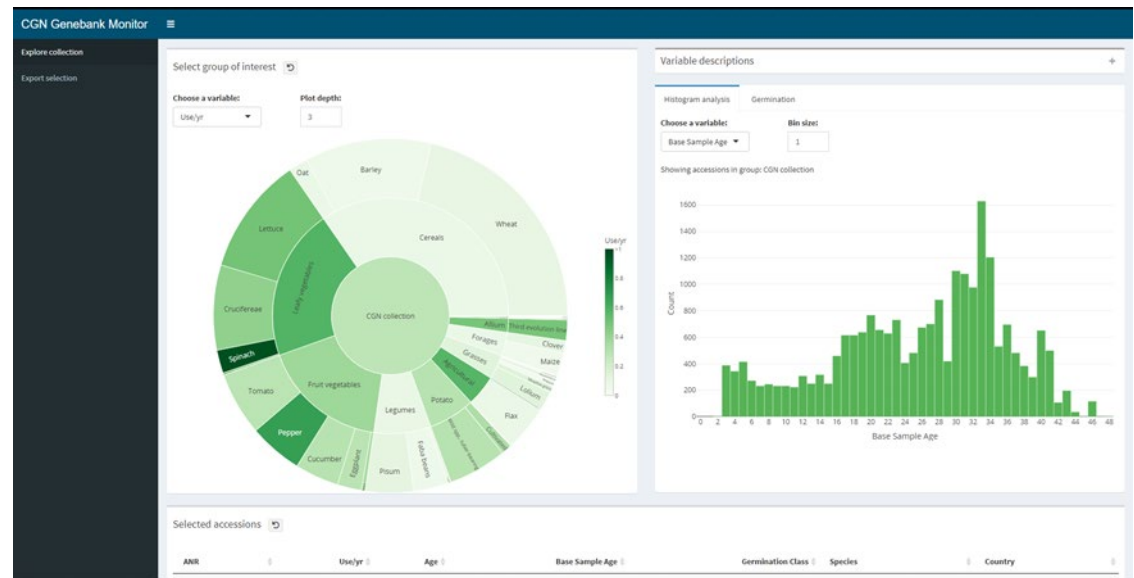 CGN Genebank Monitor
Explore collection
Export selection
Select group of interest
Choose a variable: Plot depth:
Use/yr 3
Oat
Barley
Wheat
Cereals
Lettuce
Leafy vegetables
Crucifereae
Spinach
CGN collection
Allium Third evolution line
Forages
Clover
Grasses
Maize
Agricultural
Lolium
Flax
Potato
Cultivated
Legumes
Faba beans
Pisum
Fruit vegetables
Tomato
Pepper
Cucumber
Eggplant
Use/yr
>1
0.8
0.6
0.4
0.2
0
Variable descriptions +
Histogram analysis Germination
Choose a variable: Bin size:
Base Sample Age 1
Showing accessions in group: CGN collection
1600
1400
1200
1000
800
600
400
200
0
Count
0 2 4 6 8 10 12 14 16 18 20 22 24 26 28 30 32 34 36 38 40 42 44 46 48
Base Sample Age
Selected accessions
ANR Use/yr Age Base Sample Age Germination Class Species Country